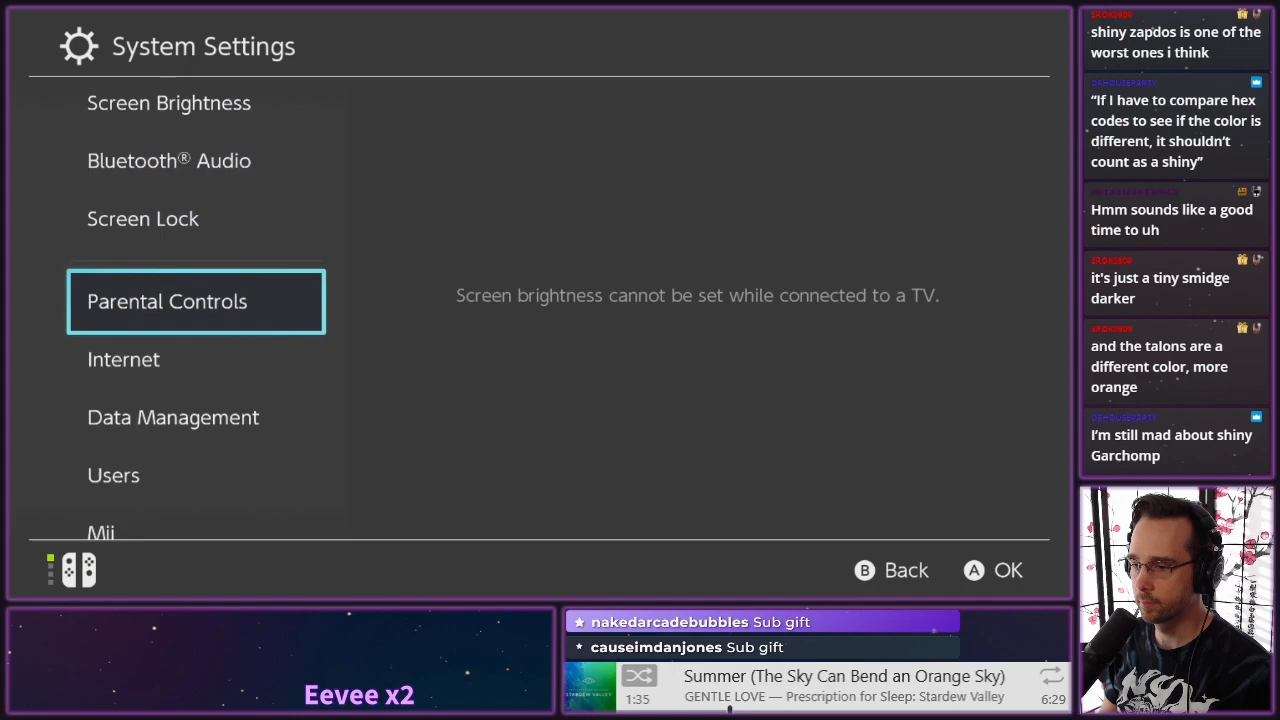 System Settings
Screen Brightness
Bluetooth® Audio
Screen Lock
Parental Controls
Internet
Data Management
Users
Mii
Screen brightness cannot be set while connected to a TV.
B Back
A OK
shiny zapdos is one of the
worst ones i think
DRHOUSEPARTY
“If I have to compare hex
codes to see if the color is
different, it shouldn’t
count as a shiny”
Hmm sounds like a good
time to uh
it's just a tiny smidge
darker
and the talons are a
different color, more
orange
DRHOUSEPARTY
I’m still mad about shiny
Garchomp
Eevee x2
nakedarcadebubbles Sub gift
causeimdanjones Sub gift
Summer (The Sky Can Bend an Orange Sky)
1:35
GENTLE LOVE — Prescription for Sleep: Stardew Valley
6:29